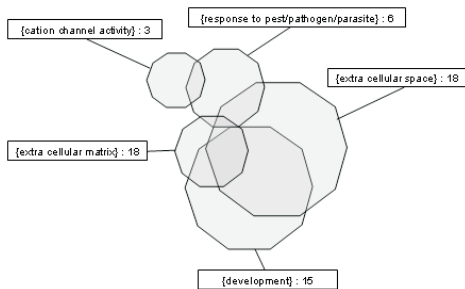 {response to pest/pathogen/parasite} : 6
{cation channel activity} : 3
{extra cellular space} : 18
{extra cellular matrix} : 18
{development} : 15